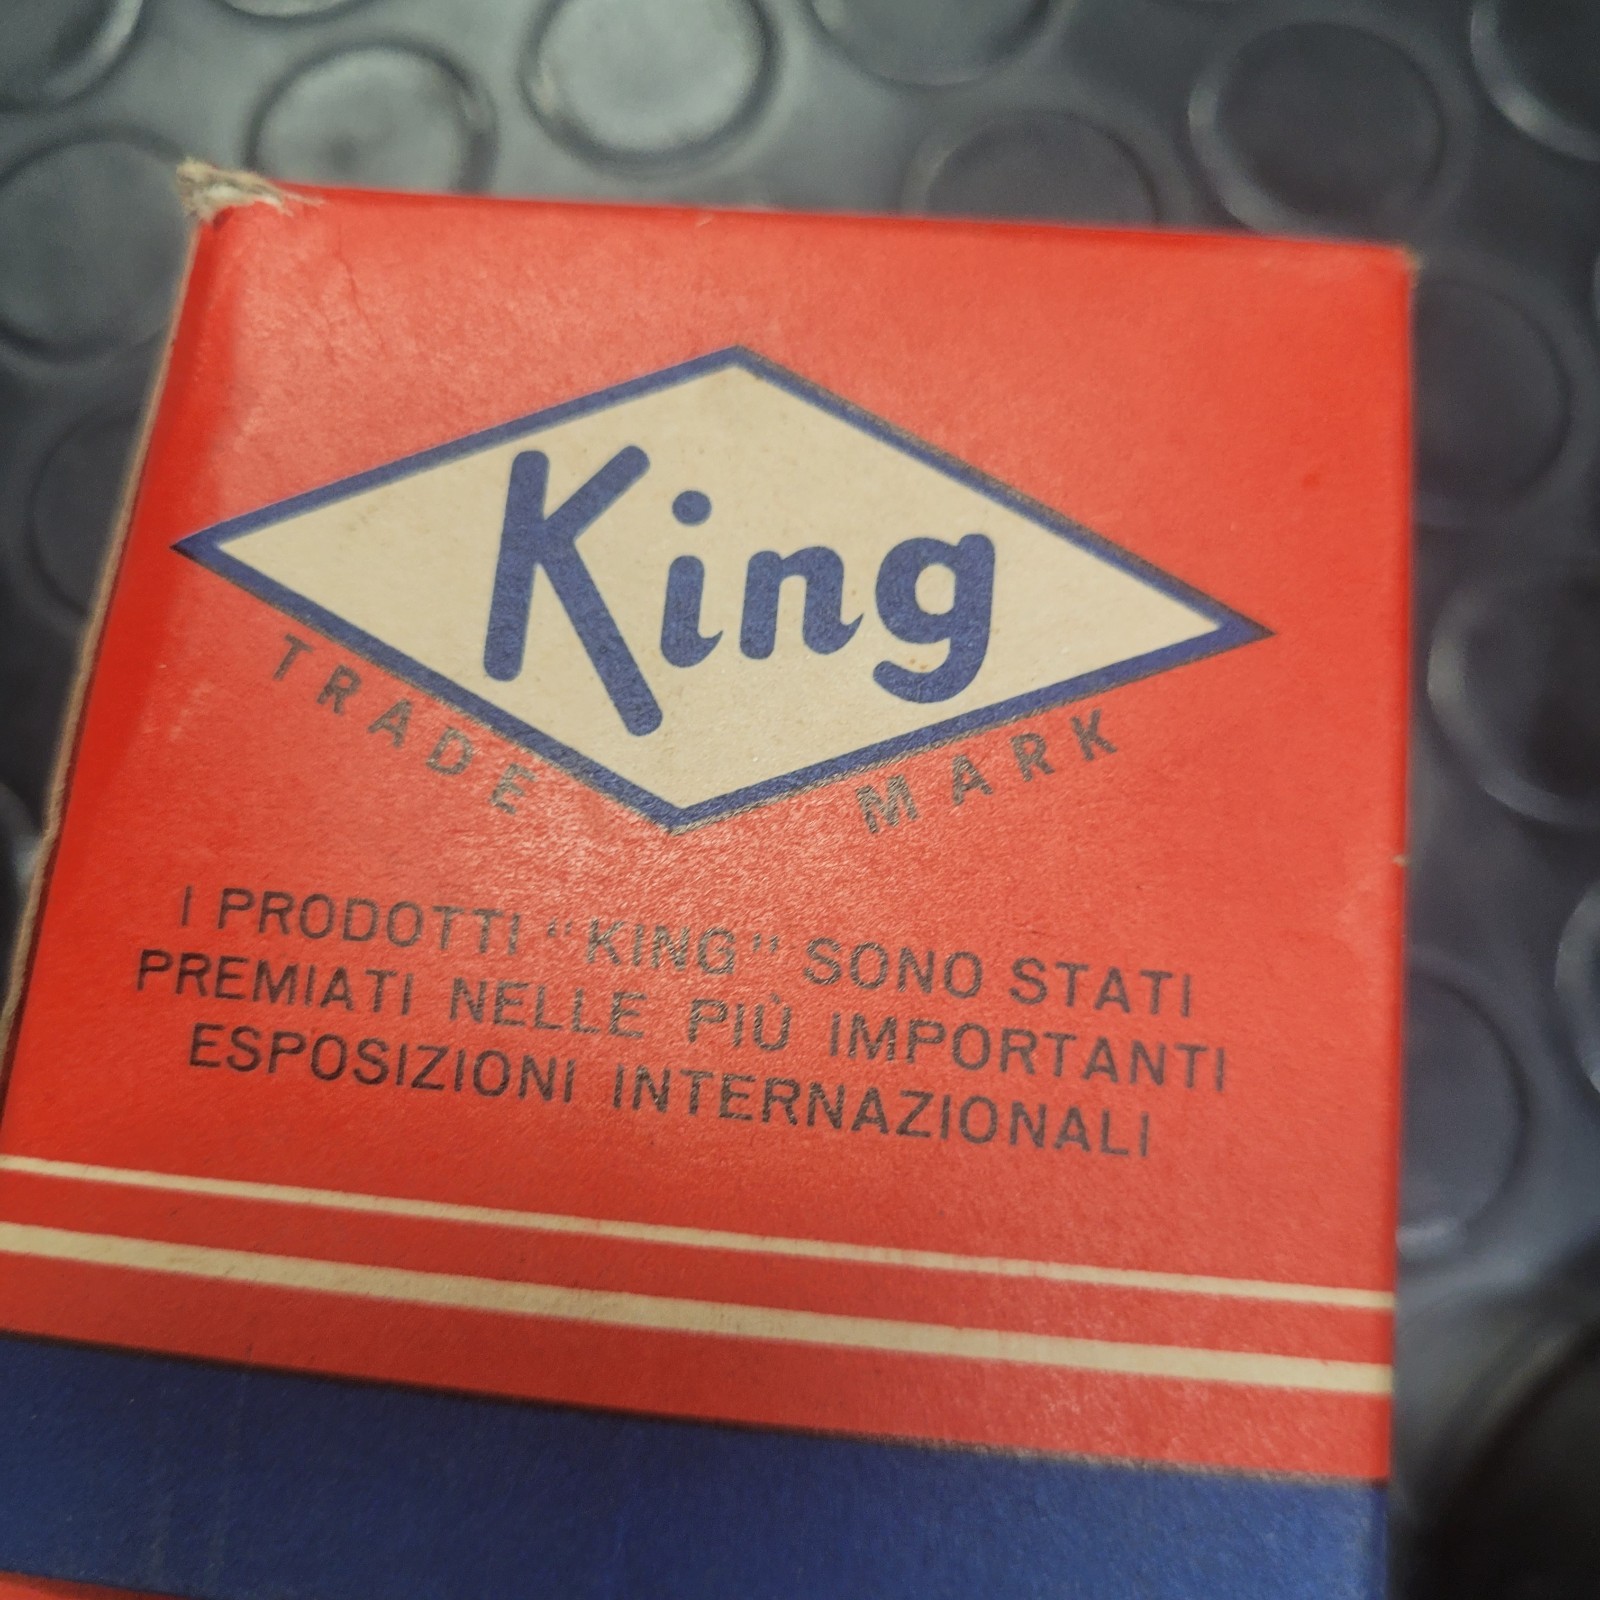 King
TRADE MARK
I PRODOTTI "KING" SONO STATI
PREMIATI NELLE PIÙ IMPORTANTI
ESPOSIZIONI INTERNAZIONALI